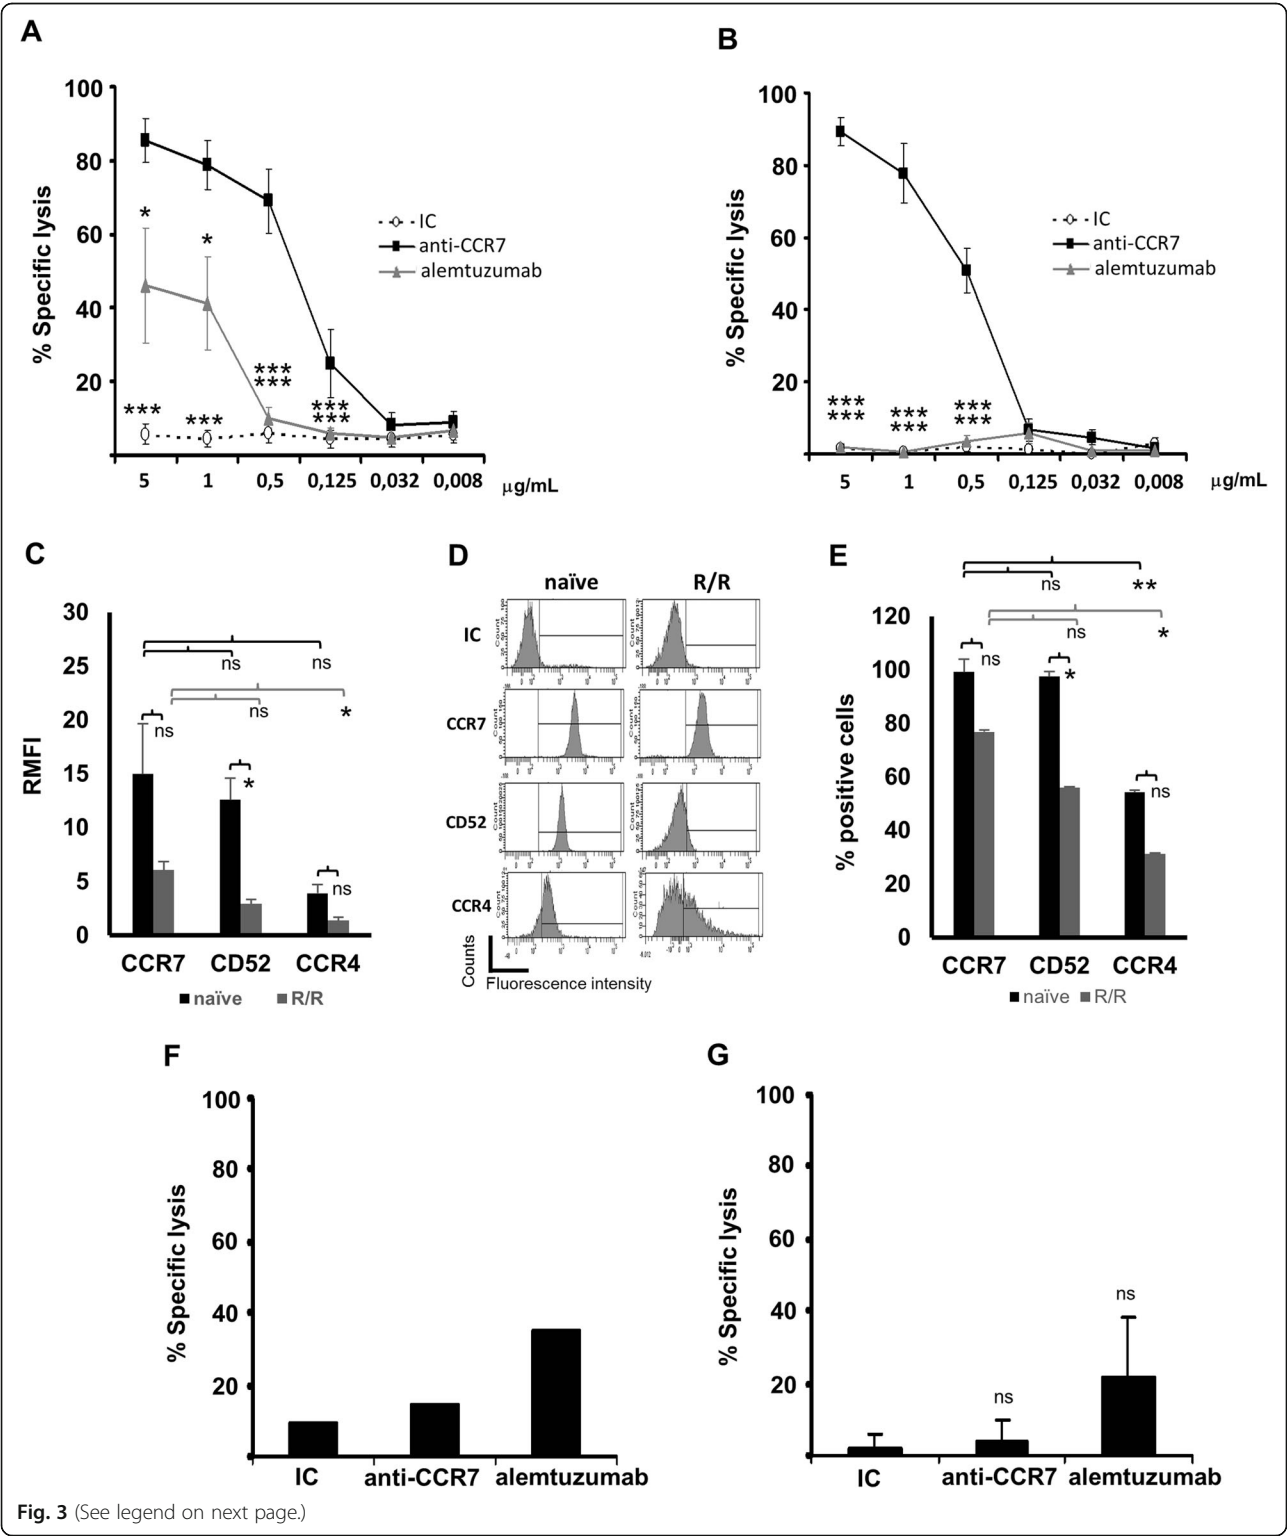 A
100
80
60
40
20
% Specific lysis
IC
anti-CCR7
alemtuzumab
*
*
***
***
***
***
***
***
5 1 0,5 0,125 0,032 0,008 µg/mL
B
100
80
60
40
20
% Specific lysis
IC
anti-CCR7
alemtuzumab
*** *** ***
*** *** ***
5 1 0,5 0,125 0,032 0,008 µg/mL
C
30
25
20
15
10
5
0
RMFI
ns ns
ns *
ns
*
ns
CCR7 CD52 CCR4
naïve R/R
D
naïve R/R
IC
CCR7
CD52
CCR4
Counts
Fluorescence intensity
E
ns **
ns *
120
100
80
60
40
20
0
% positive cells
ns
*
ns
CCR7 CD52 CCR4
naïve R/R
F
100
80
60
40
20
% Specific lysis
IC anti-CCR7 alemtuzumab
G
100
80
60
40
20
% Specific lysis
ns
ns
IC anti-CCR7 alemtuzumab
Fig. 3 (See legend on next page.)